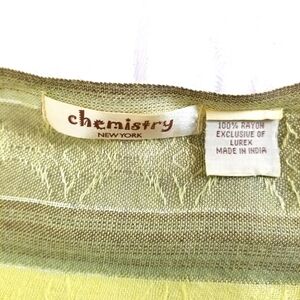 chemistry
NEW YORK
100% RAYON
EXCLUSIVE OF
LUREX
MADE IN INDIA